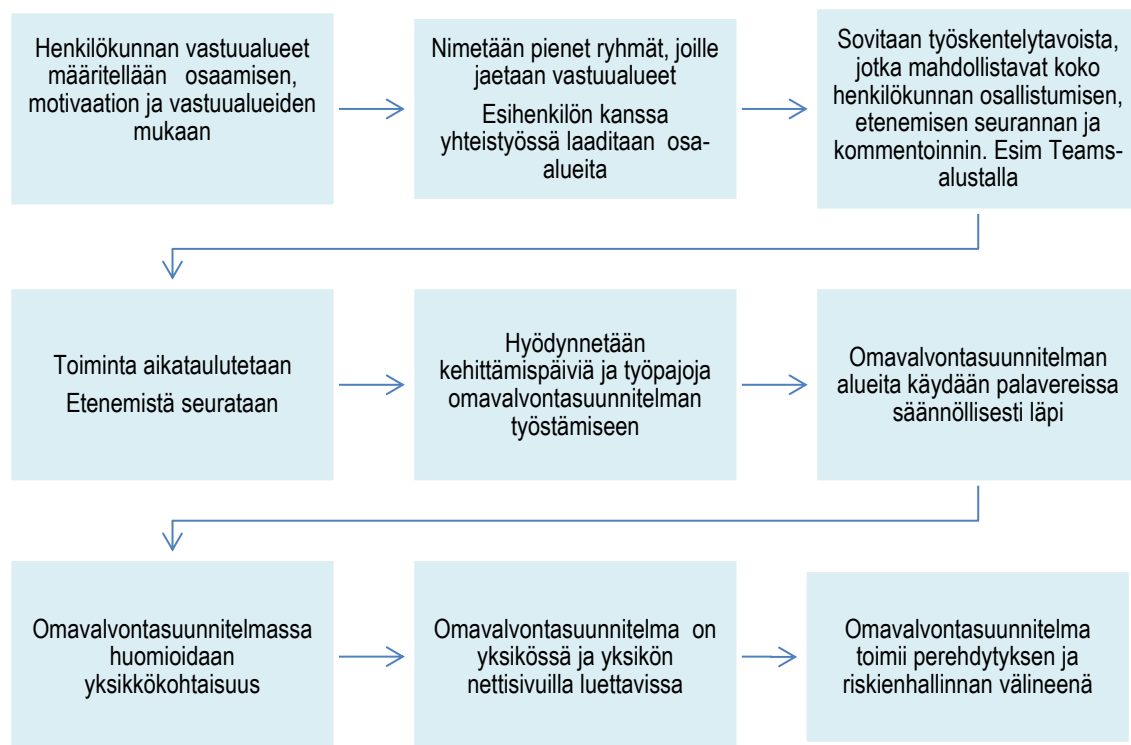 Henkilökunnan vastuualueet
määritellään osaamisen,
motivaation ja vastuualueiden
mukaan
Nimetään pienet ryhmät, joille
jaetaan vastuualueet
Esihenkilön kanssa
yhteistyössä laaditaan osa-
alueita
Sovitaan työskentelytavoista,
jotka mahdollistavat koko
henkilökunnan osallistumisen,
etenemisen seurannan ja
kommentoinnin. Esim Teams-
alustalla
Toiminta aikataulutetaan
Etenemistä seurataan
Hyödynnetään
kehittämispäiviä ja työpajoja
omavalvontasuunnitelman
työstämiseen
Omavalvontasuunnitelman
alueita käydään palavereissa
säännöllisesti läpi
Omavalvontasuunnitelmassa
huomioidaan
yksikkökohtaisuus
Omavalvontasuunnitelma on
yksikössä ja yksikön
nettisivuilla luettavissa
Omavalvontasuunnitelma
toimii perehdytyksen ja
riskienhallinnan välineenä